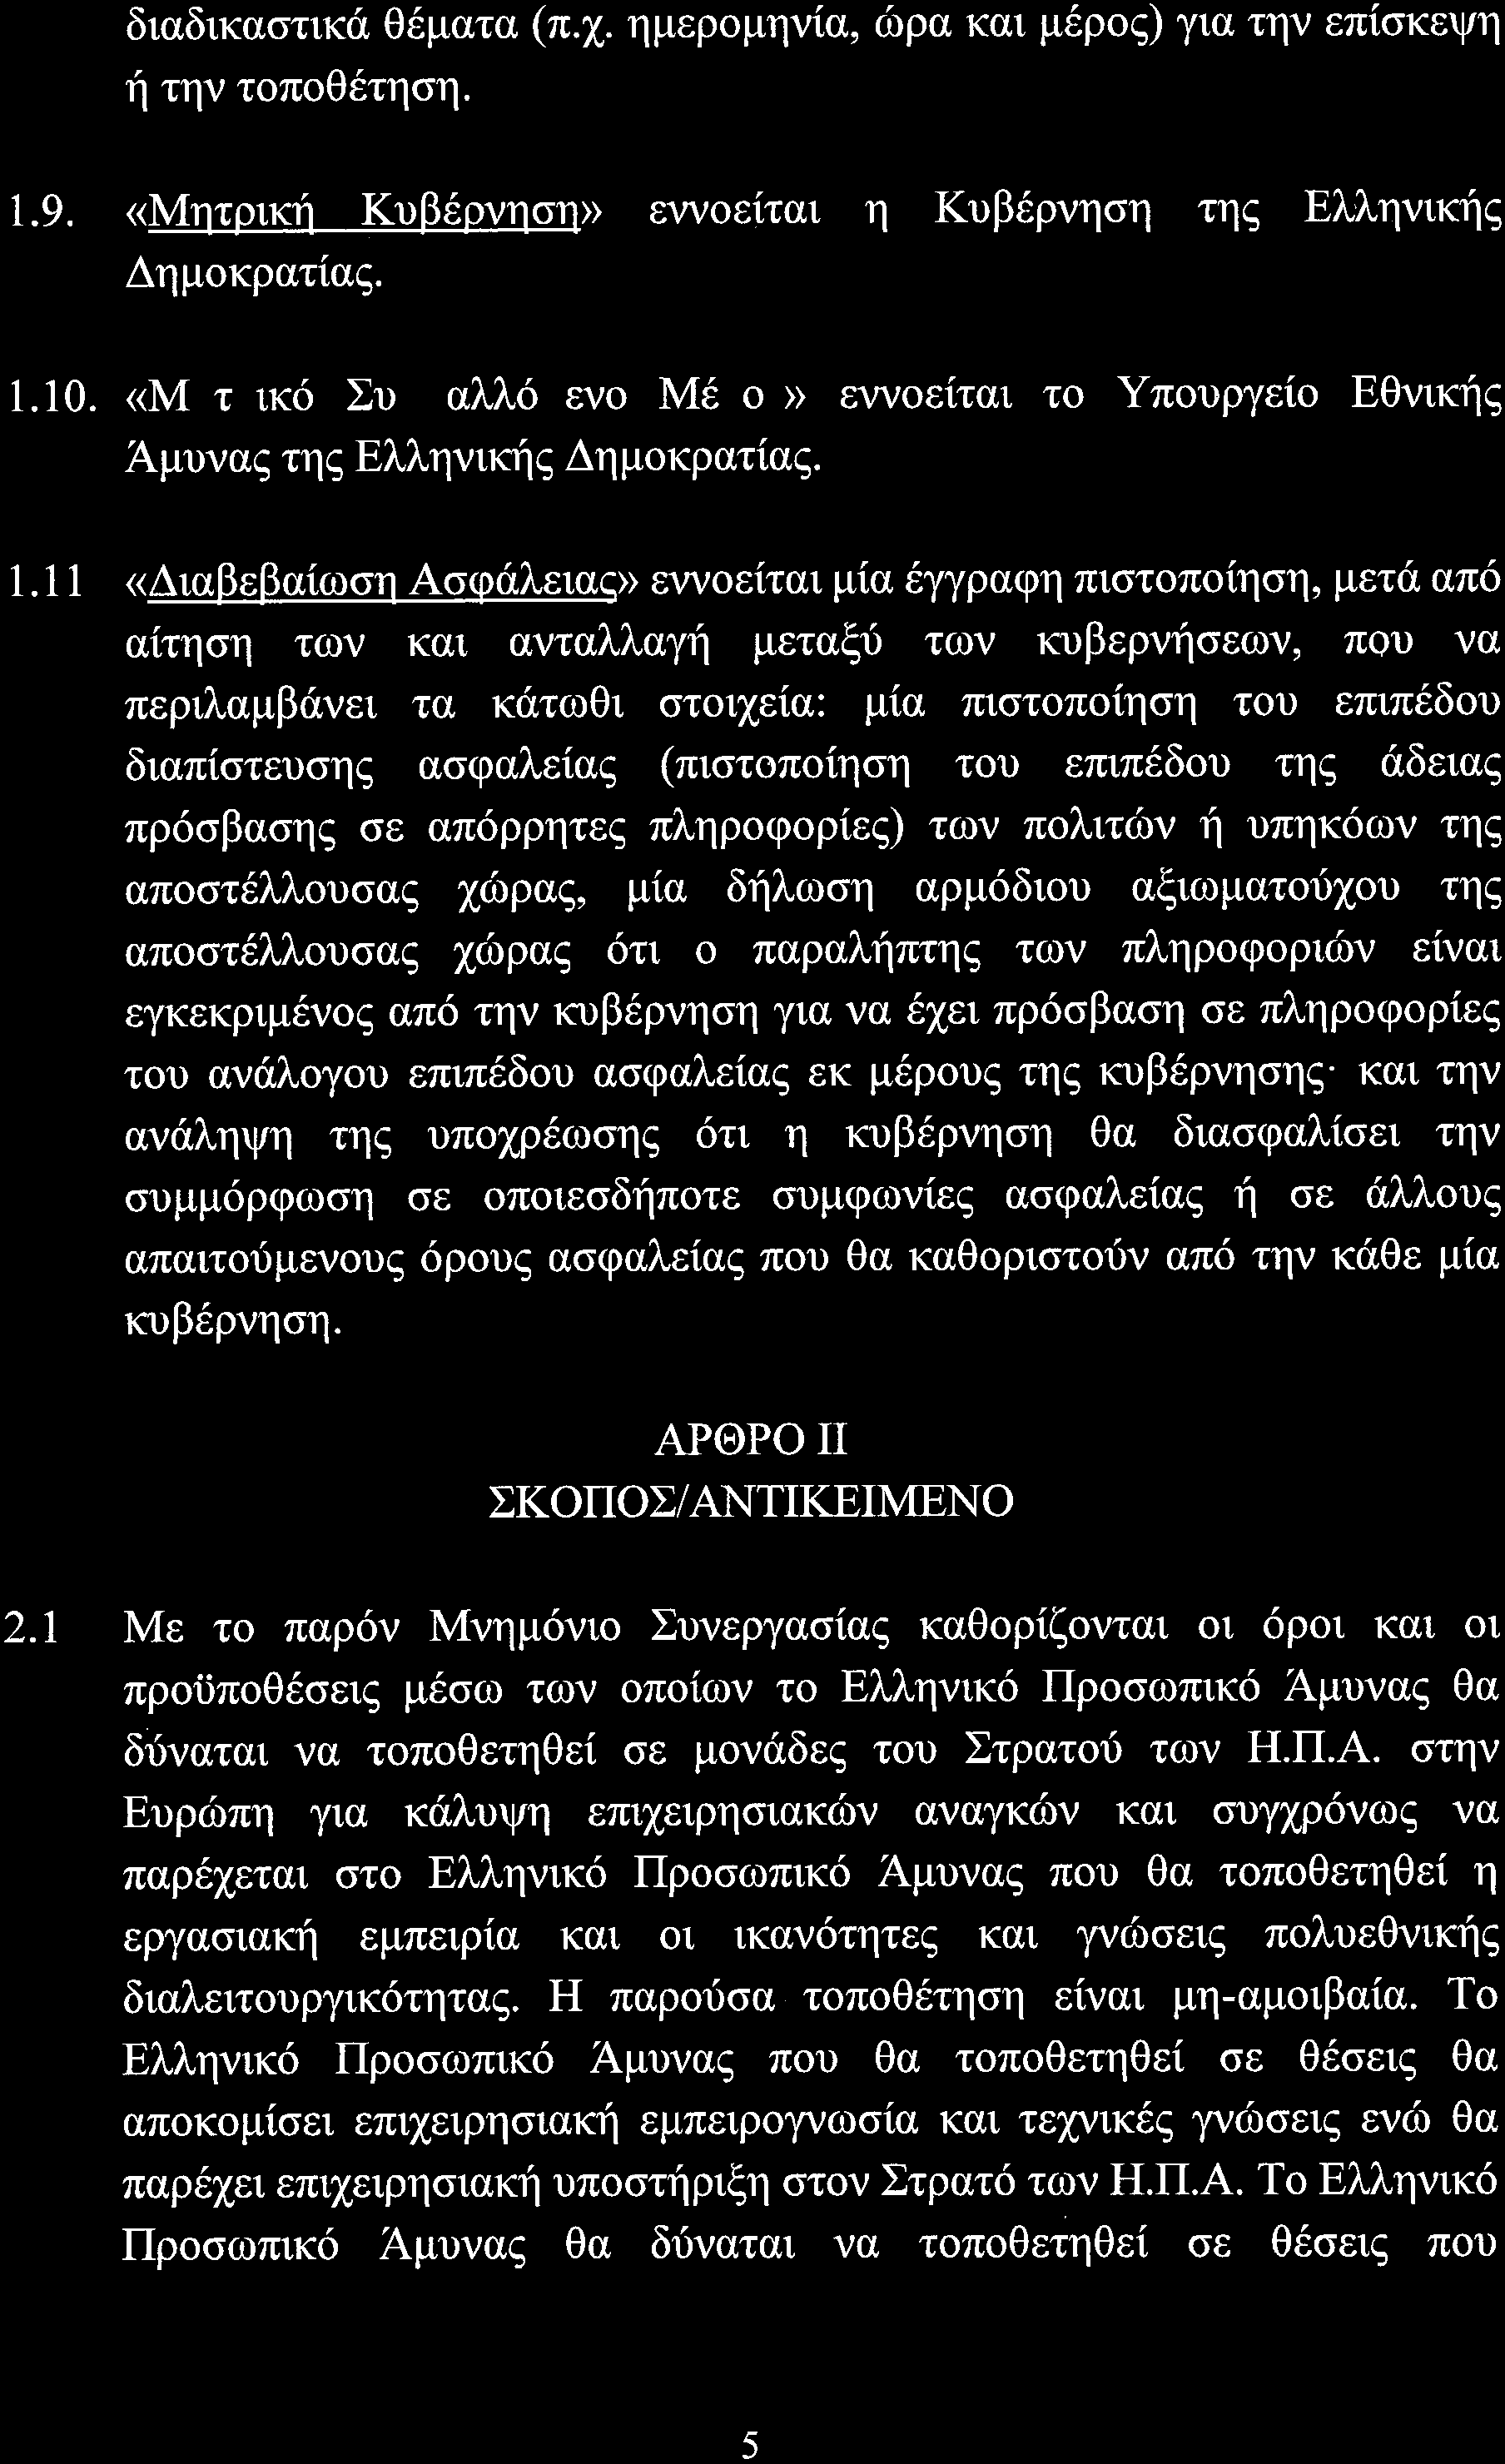 διαδικαστικά θέματα (π.χ. ημερομηνία, ώρα και μέρος) για την επίσκεψη
ή την τοποθέτηση.
1.9. «Μητρική Κυβέρνηση» εννοείται η Κυβέρνηση της Ελληνικής
Δημοκρατίας.
1.10. «Μ τ ικό Συ αλλό ενο Μέ ο » εννοείται το Υπουργείο Εθνικής
Άμυνας της Ελληνικής Δημοκρατίας.
1.11 «Διαβεβαίωση Ασφάλειας» εννοείται μία έγγραφη πιστοποίηση, μετά από
αίτηση των και ανταλλαγή μεταξύ των κυβερνήσεων, που να
περιλαμβάνει τα κάτωθι στοιχεία: μία πιστοποίηση του επιπέδου
διαπίστευσης ασφαλείας (πιστοποίηση του επιπέδου της άδειας
πρόσβασης σε απόρρητες πληροφορίες) των πολιτών ή υπηκόων της
αποστέλλουσας χώρας, μία δήλωση αρμόδιου αξιωματούχου της
αποστέλλουσας χώρας ότι ο παραλήπτης των πληροφοριών είναι
εγκεκριμένος από την κυβέρνηση για να έχει πρόσβαση σε πληροφορίες
του ανάλογου επιπέδου ασφαλείας εκ μέρους της κυβέρνησης· και την
ανάληψη της υποχρέωσης ότι η κυβέρνηση θα διασφαλίσει την
συμμόρφωση σε οποιεσδήποτε συμφωνίες ασφαλείας ή σε άλλους
απαιτούμενους όρους ασφαλείας που θα καθοριστούν από την κάθε μία
κυβέρνηση.
ΑΡΘΡΟ ΙΙ
ΣΚΟΠΟΣ/ΑΝΤΙΚΕΙΜΕΝΟ
2.1 Με το παρόν Μνημόνιο Συνεργασίας καθορίζονται οι όροι και οι
προϋποθέσεις μέσω των οποίων το Ελληνικό Προσωπικό Άμυνας θα
δύναται να τοποθετηθεί σε μονάδες του Στρατού των Η.Π.Α. στην
Ευρώπη για κάλυψη επιχειρησιακών αναγκών και συγχρόνως να
παρέχεται στο Ελληνικό Προσωπικό Άμυνας που θα τοποθετηθεί η
εργασιακή εμπειρία και οι ικανότητες και γνώσεις πολυεθνικής
διαλειτουργικότητας. Η παρούσα τοποθέτηση είναι μη-αμοιβαία. Το
Ελληνικό Προσωπικό Άμυνας που θα τοποθετηθεί σε θέσεις θα
αποκομίσει επιχειρησιακή εμπειρογνωσία και τεχνικές γνώσεις ενώ θα
παρέχει επιχειρησιακή υποστήριξη στον Στρατό των Η.Π.Α. Το Ελληνικό
Προσωπικό Άμυνας θα δύναται να τοποθετηθεί σε θέσεις που
5